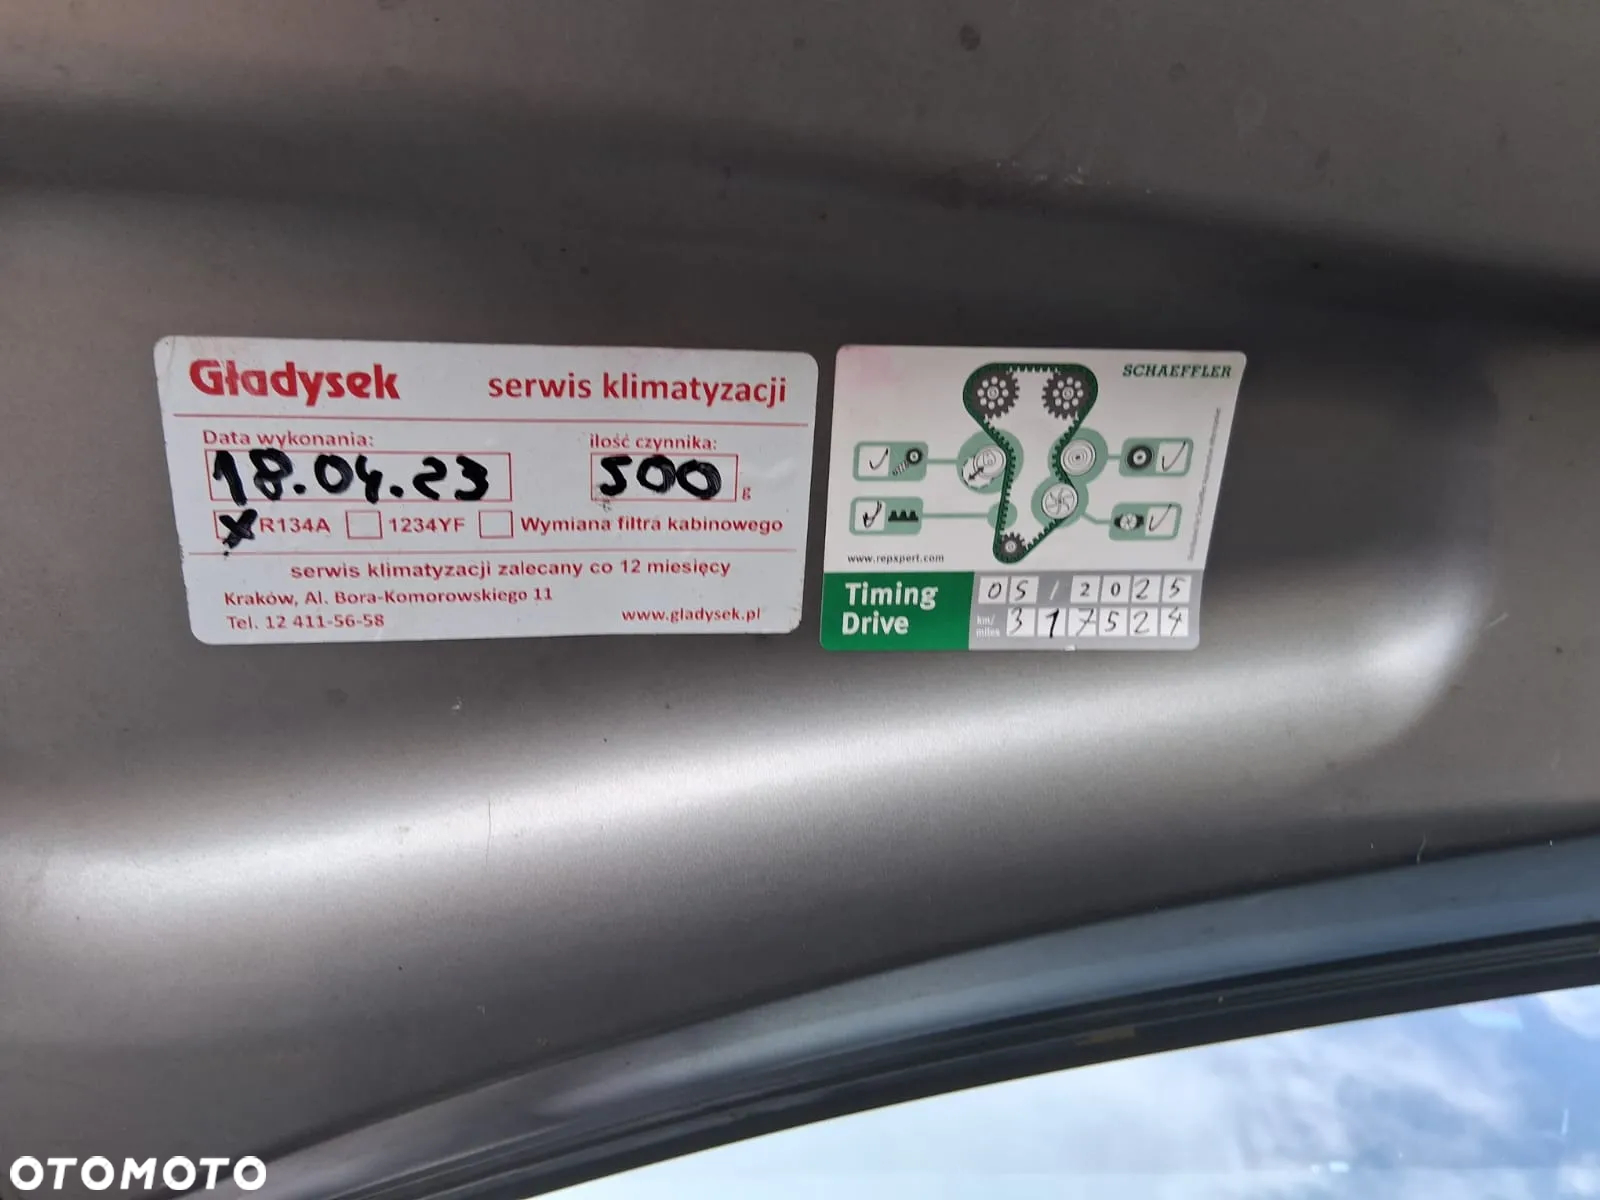 Gładysek serwis klimatyzacji
Data wykonania: ilość czynnika:
18.04.23 500 g
X R134A 1234YF Wymiana filtra kabinowego
serwis klimatyzacji zalecany co 12 miesięcy
Kraków, Al. Bora-Komorowskiego 11
Tel. 12 411-56-58 www.gladysek.pl
SCHAEFFLER
www.repxpert.com
Timing Drive
05 / 2025
km/miles 317524
OTOMOTO